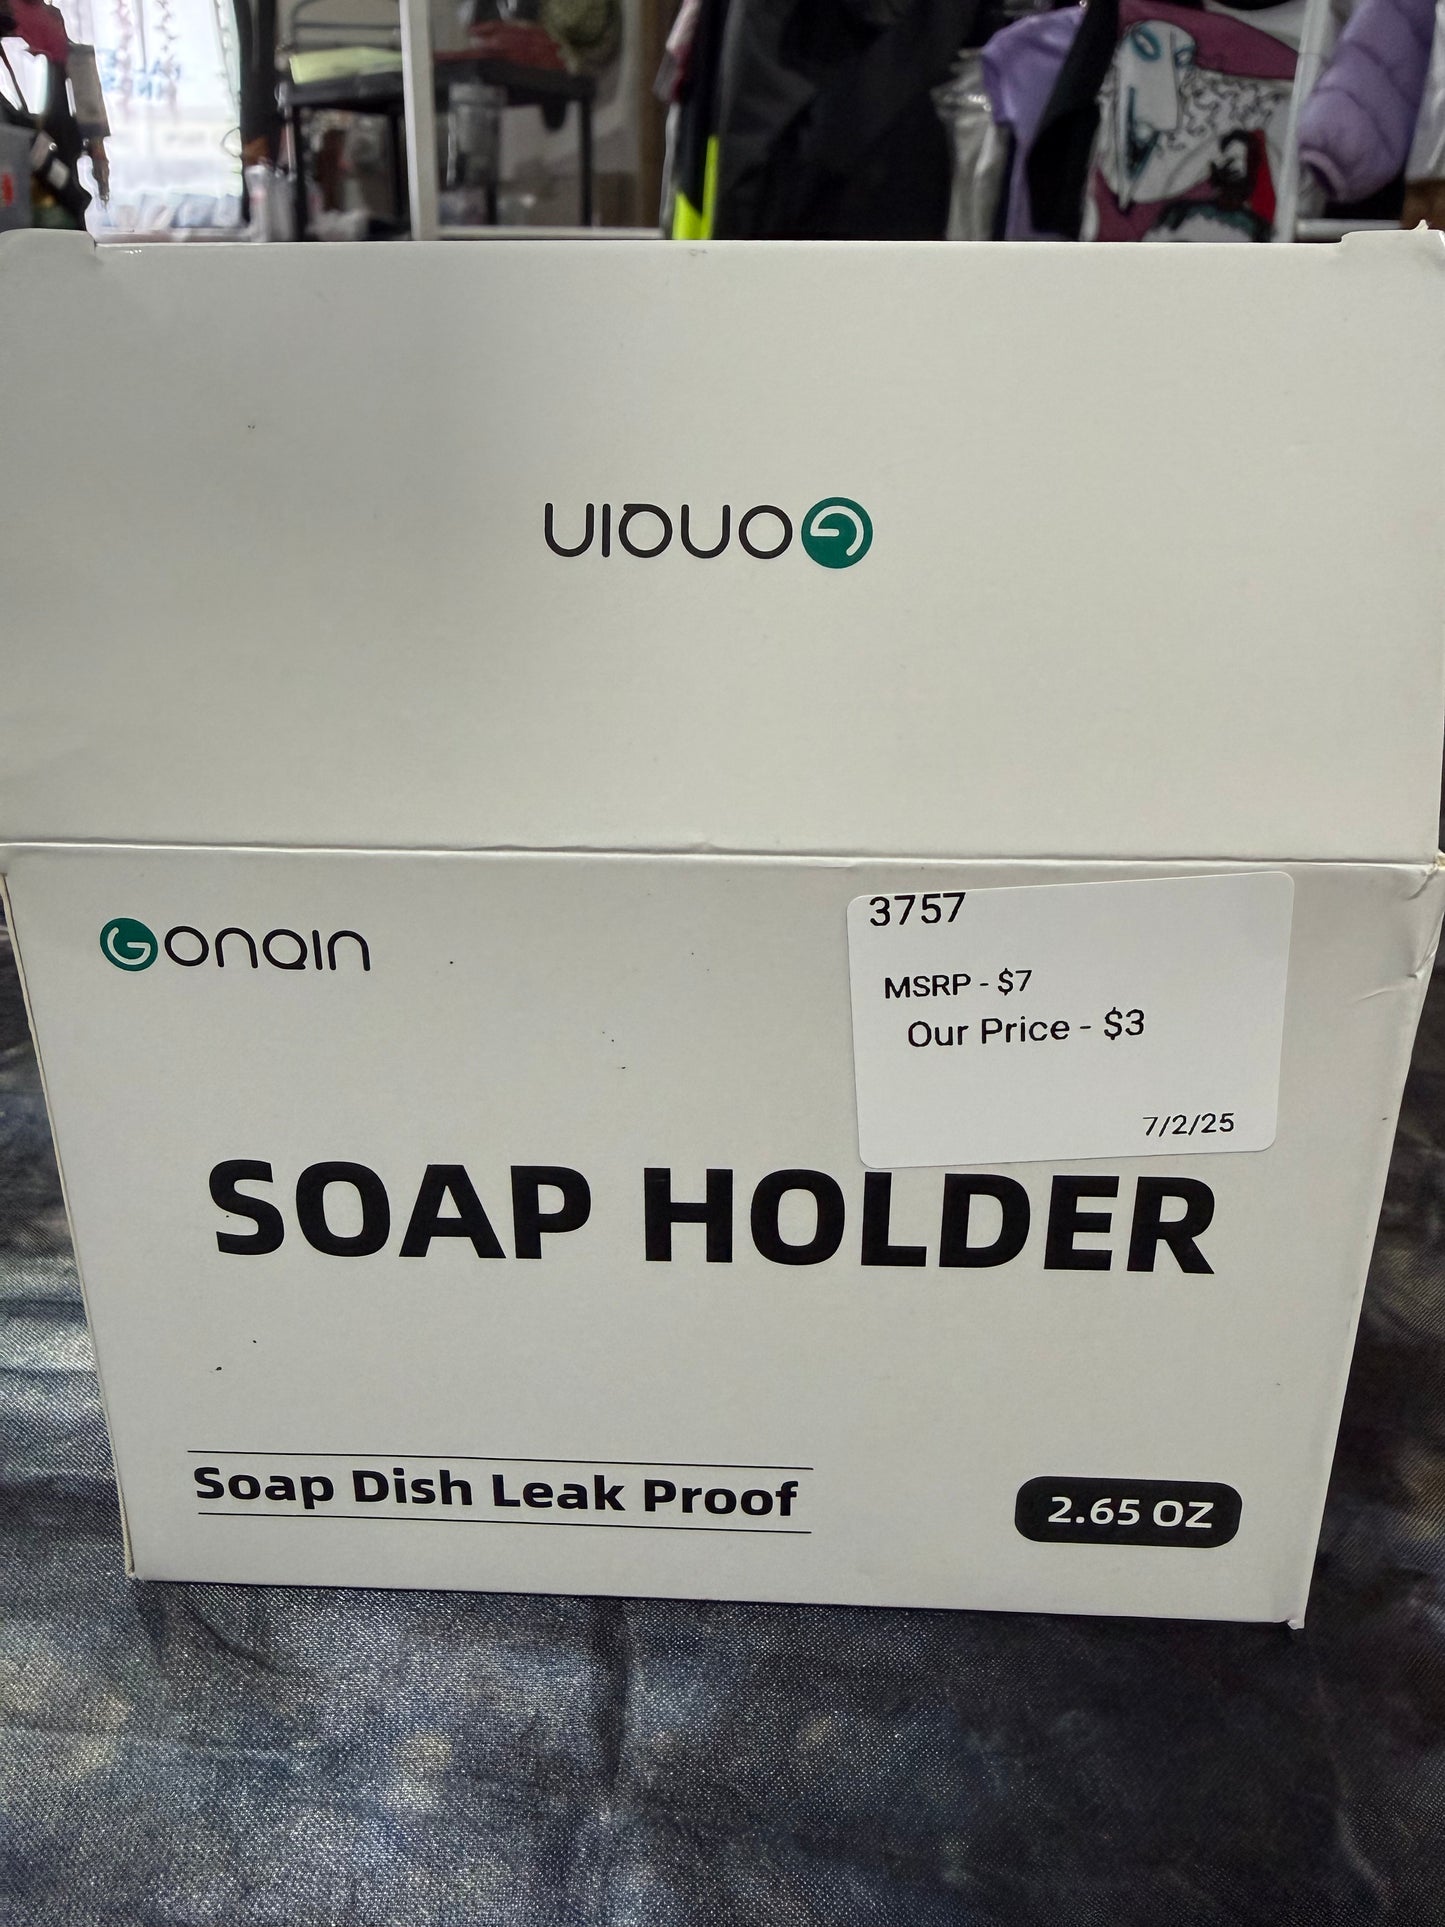 Gonqin
Gonqin
3757
MSRP - $7
Our Price - $3
7/2/25
SOAP HOLDER
Soap Dish Leak Proof
2.65 OZ